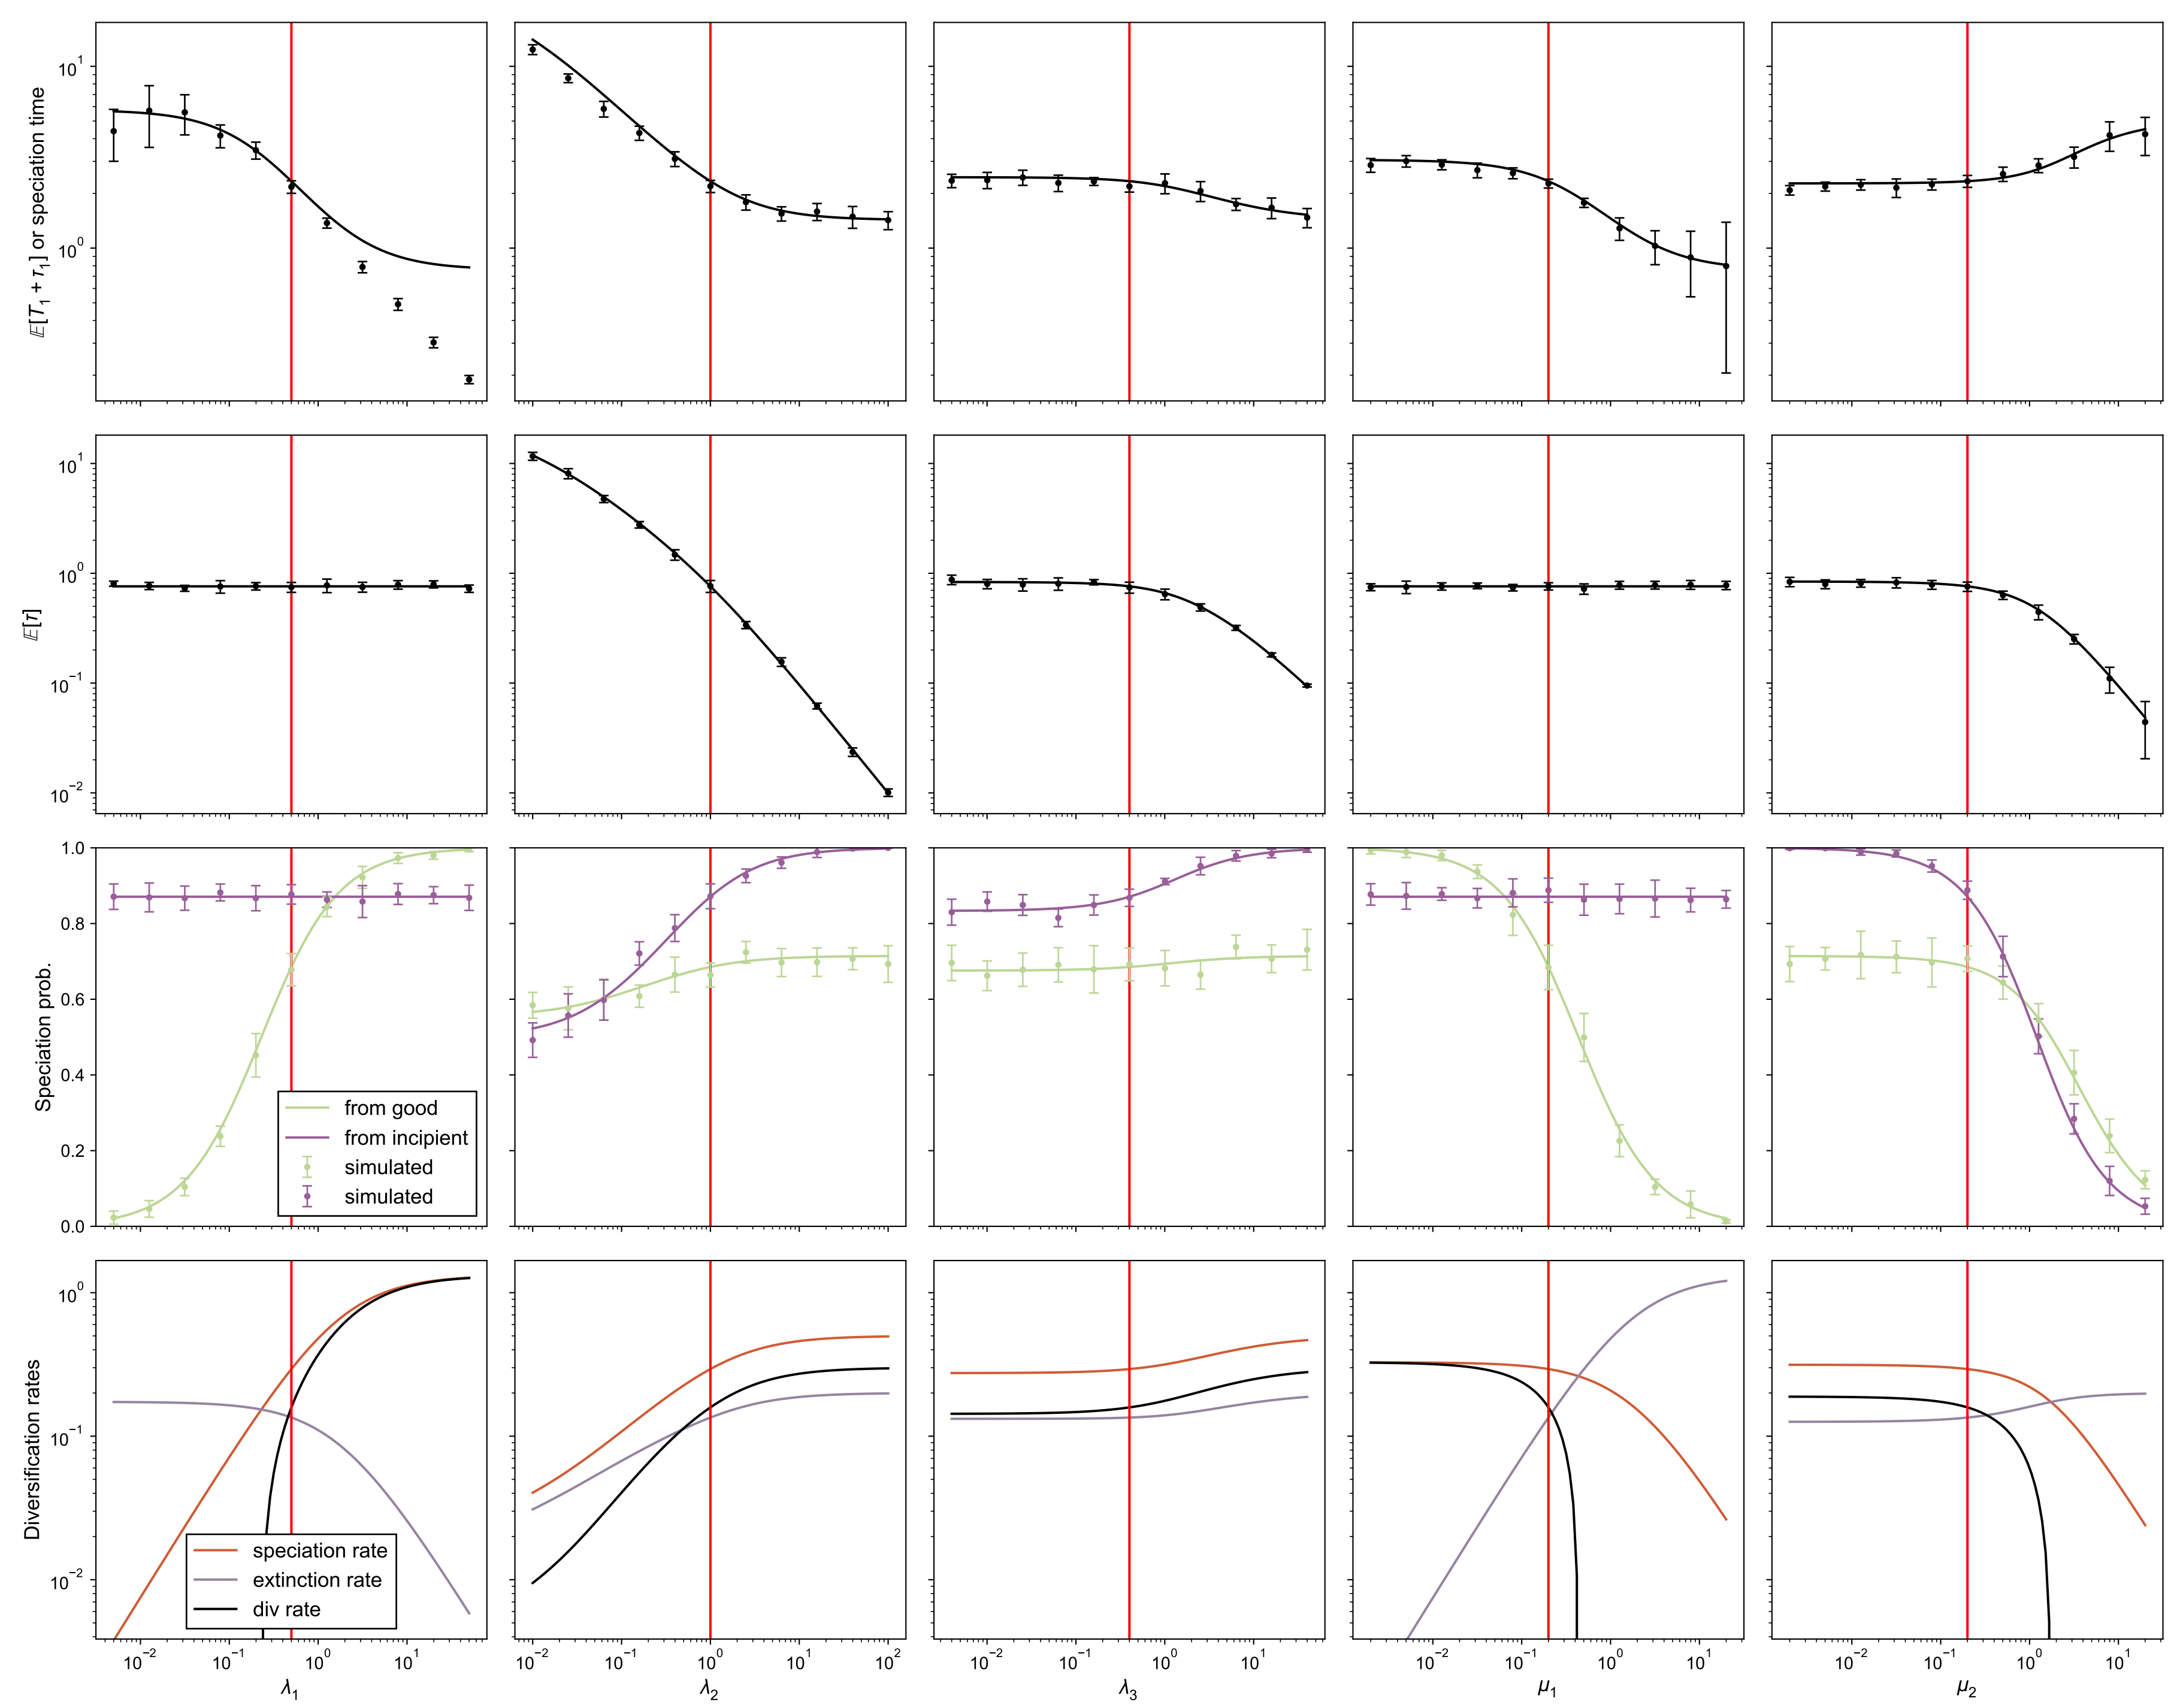 𝔼[T₁ + τ₁] or speciation time
10¹
10⁰
𝔼[τ]
10¹
10⁰
10⁻¹
10⁻²
Speciation prob.
1.0
0.8
0.6
0.4
0.2
0.0
from good
from incipient
simulated
simulated
Diversification rates
10⁰
10⁻¹
10⁻²
speciation rate
extinction rate
div rate
10⁻² 10⁻¹ 10⁰ 10¹
10⁻² 10⁻¹ 10⁰ 10¹ 10²
10⁻² 10⁻¹ 10⁰ 10¹
10⁻² 10⁻¹ 10⁰ 10¹
10⁻² 10⁻¹ 10⁰ 10¹
λ₁ λ₂ λ₃ μ₁ μ₂